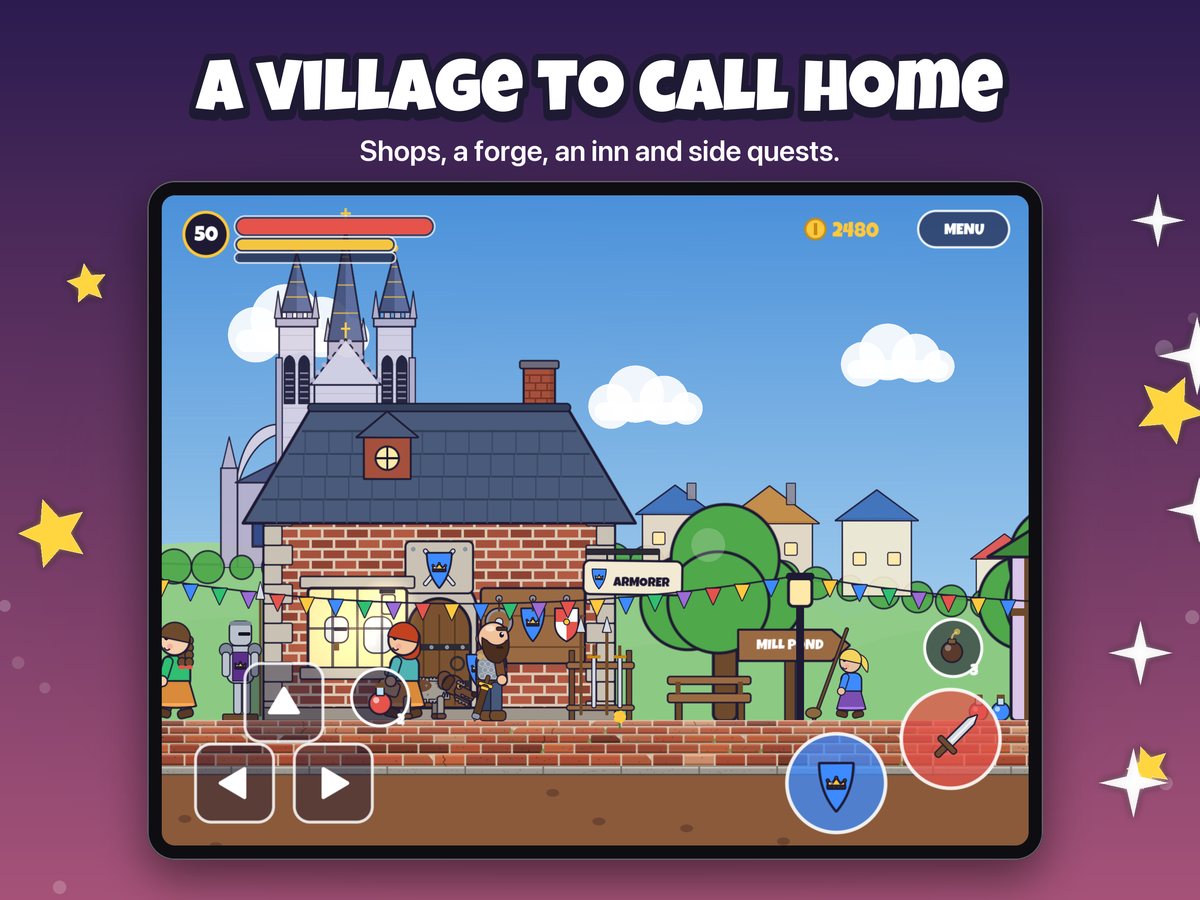 A VILLAGE TO CALL HOME
Shops, a forge, an inn and side quests.
50
2480
MENU
ARMORER
MILL POND
3